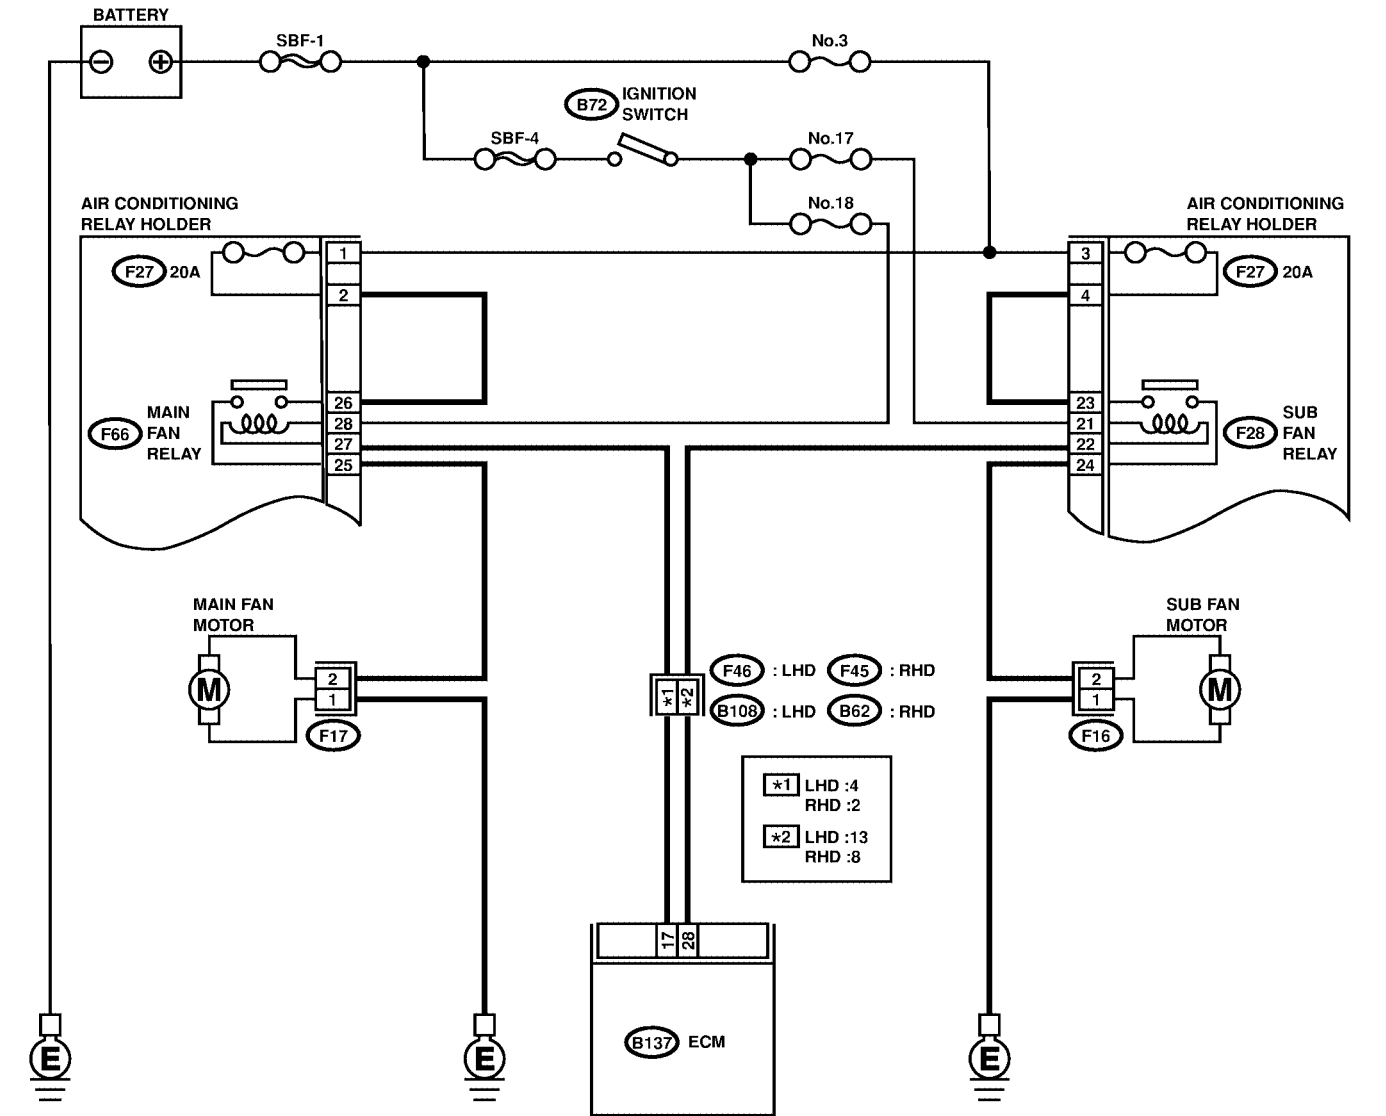 BATTERY
− +
SBF-1
No.3
B72 IGNITION
SWITCH
SBF-4
No.17
No.18
AIR CONDITIONING
RELAY HOLDER
F27 20A
1
2
MAIN
F66 FAN
RELAY
26
28
27
25
AIR CONDITIONING
RELAY HOLDER
3
F27 20A
4
23
21
22
24
SUB
F28 FAN
RELAY
MAIN FAN
MOTOR
M
2
1
F17
F46 : LHD F45 : RHD
*1 *2
B108 : LHD B62 : RHD
SUB FAN
MOTOR
2
1
M
F16
*1 LHD :4
RHD :2
*2 LHD :13
RHD :8
17 28
B137 ECM
E
E
E